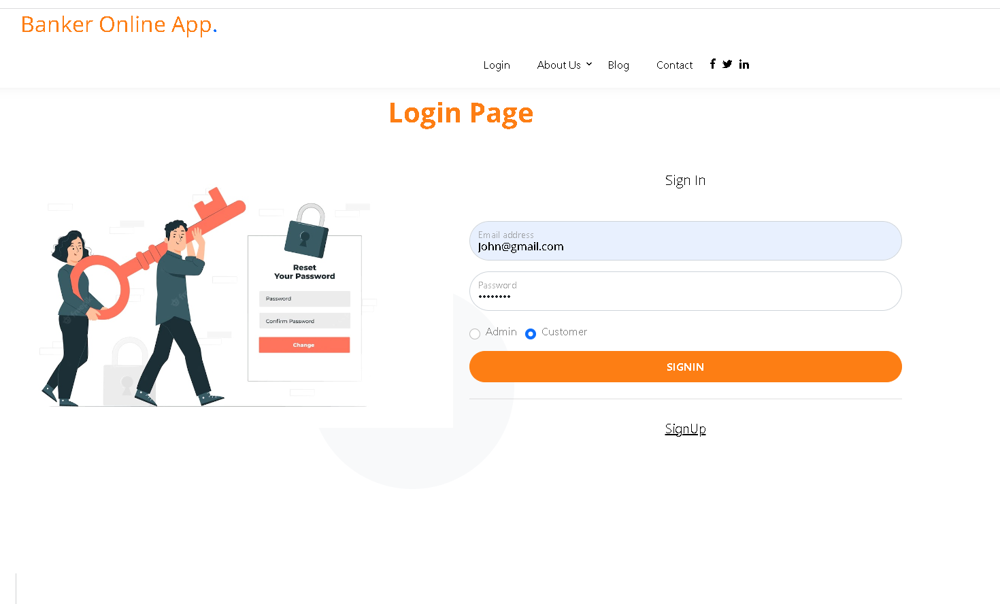 Banker Online App.
Login About Us Blog Contact
Login Page
Sign In
Email address
john@gmail.com
Password
••••••••
Admin Customer
SIGNIN
SignUp
Reset
Your Password
Password
Confirm Password
Change